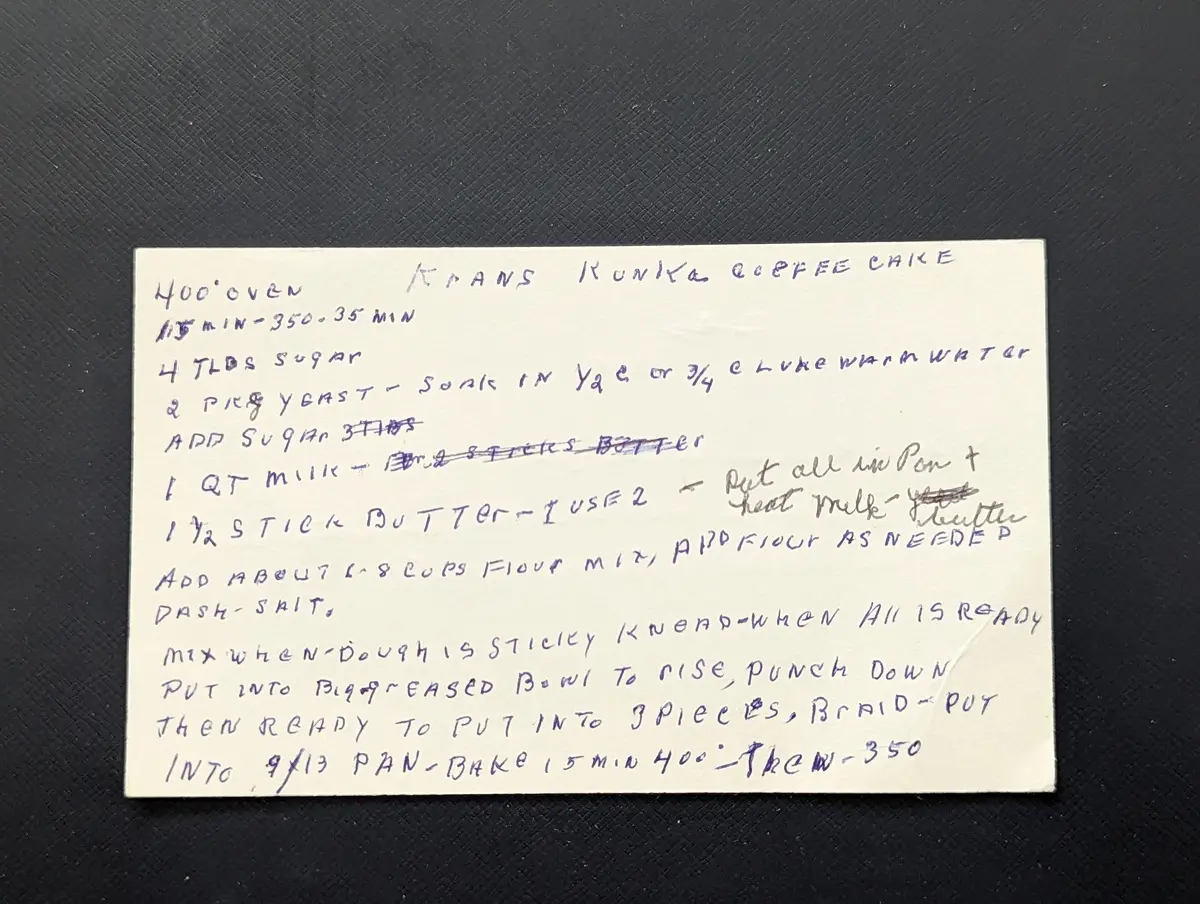 KrANS KUNKa COFFEE CAKE
400° OVEN
15 MIN - 350 - 35 MIN
4 TLBS SUgAr
2 PKg YEAST - SOAK IN 1/2 C or 3/4 C LUKEWARM WATEr
ADD SUgAr 3 TLBS
1 QT MIlk - Or 2 STICKS BUTTEr
1 1/2 STICK BUTTEr - I USE 2 - Put all in Pan +
heat Milk - butter
ADD ABOUT 6-8 CUPS FlOUr MIX, ADD FlOUr AS NEEDED
DASH - SAlT.
MIX WHEN - DOUgh IS STICKY KNEAD - WHEN All IS READY
PUT INTO BIg grEASED BOWl TO rISE, PUNCH DOWN
THEN READY TO PUT INTO 3 PIECES, BrAID - PUT
INTO 9/13 PAN - BAKE 15 MIN 400° - THEN - 350